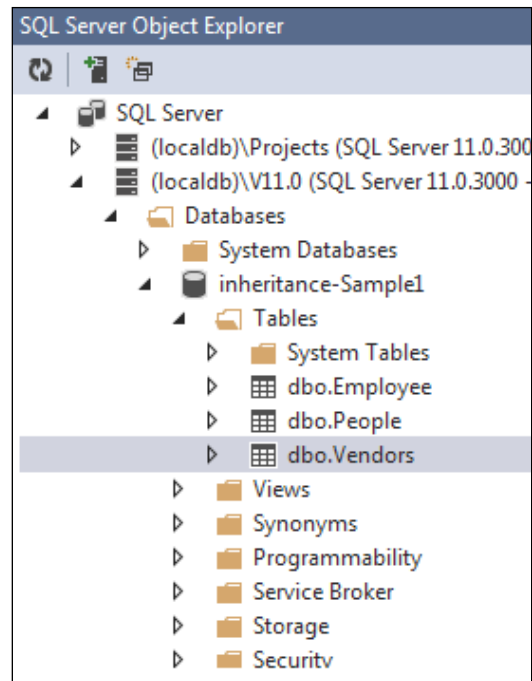 SQL Server Object Explorer
SQL Server
(localdb)\Projects (SQL Server 11.0.300
(localdb)\V11.0 (SQL Server 11.0.3000 -
Databases
System Databases
inheritance-Sample1
Tables
System Tables
dbo.Employee
dbo.People
dbo.Vendors
Views
Synonyms
Programmability
Service Broker
Storage
Security